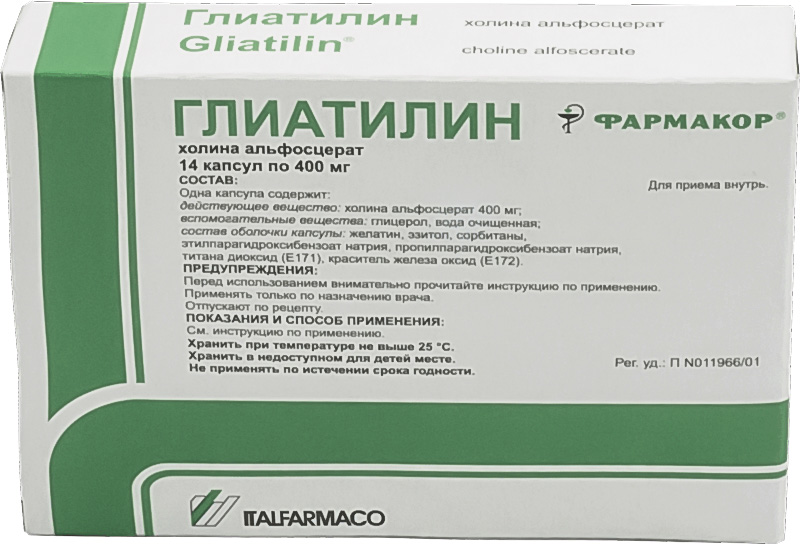 ГЛИАТИЛИН холина альфосцерат
Gliatilin® choline alfoscerate
ГЛИАТИЛИН
ФАРМАКОР®
холина альфосцерат
14 капсул по 400 мг
Для приема внутрь.
СОСТАВ:
Одна капсула содержит:
действующее вещество: холина альфосцерат 400 мг;
вспомогательные вещества: глицерол, вода очищенная;
состав оболочки капсулы: желатин, эзитол, сорбитаны,
этилпарагидроксибензоат натрия, пропилпарагидроксибензоат натрия,
титана диоксид (Е171), краситель железа оксид (Е172).
ПРЕДУПРЕЖДЕНИЯ:
Перед использованием внимательно прочитайте инструкцию по применению.
Применять только по назначению врача.
Отпускают по рецепту.
ПОКАЗАНИЯ И СПОСОБ ПРИМЕНЕНИЯ:
См. инструкцию по применению.
Хранить при температуре не выше 25 °С.
Хранить в недоступном для детей месте.
Не применять по истечении срока годности.
Рег. уд.: П N011966/01
ITALFARMACO